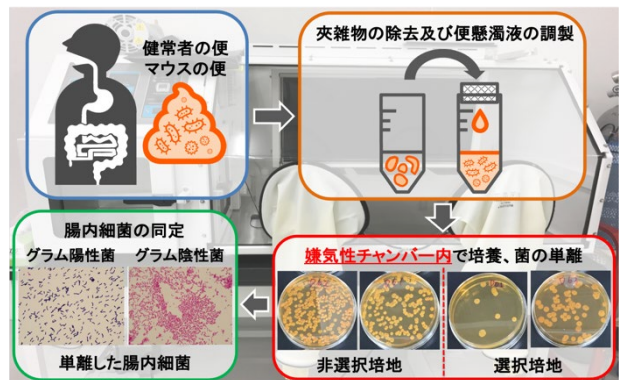 健常者の便
マウスの便
夾雑物の除去及び便懸濁液の調製
嫌気性チャンバー内で培養、菌の単離
非選択培地
選択培地
腸内細菌の同定
グラム陽性菌
グラム陰性菌
単離した腸内細菌